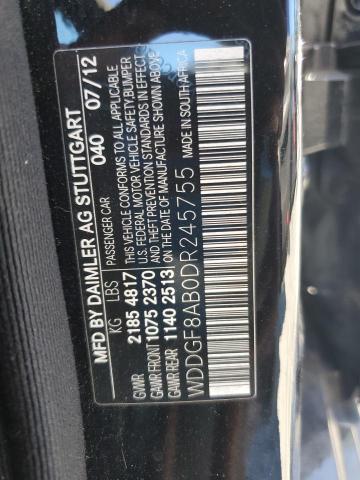 MFD BY DAIMLER AG STUTTGART
040 07/12
PASSENGER CAR
KG LBS
GVWR 2185 4817
GAWR FRONT 1075 2370
GAWR REAR 1140 2513
THIS VEHICLE CONFORMS TO ALL APPLICABLE
U.S. FEDERAL MOTOR VEHICLE SAFETY, BUMPER
AND THEFT PREVENTION STANDARDS IN EFFECT
ON THE DATE OF MANUFACTURE SHOWN ABOVE
MADE IN SOUTH AFRICA
WDDGF8AB0DR245755